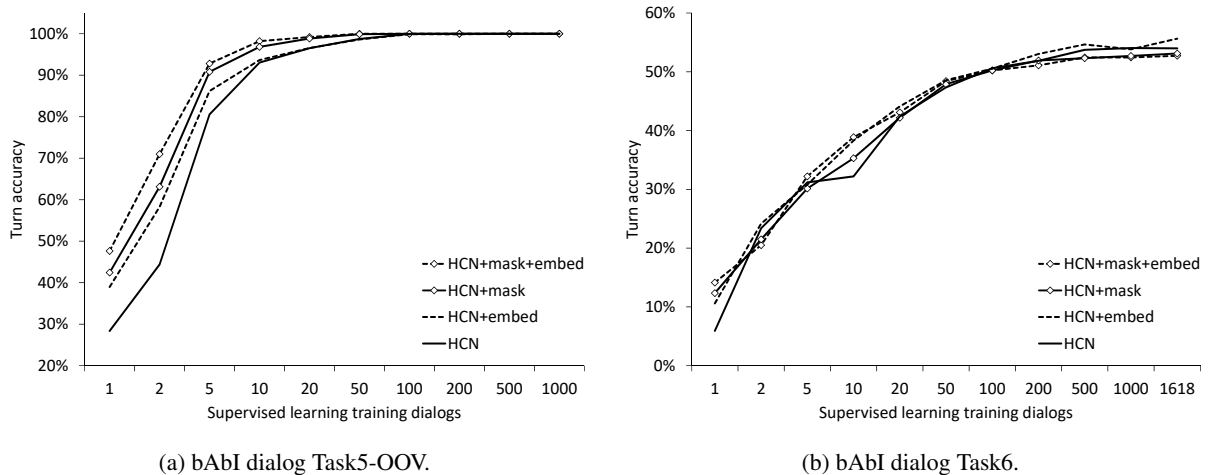 100%
90%
80%
70%
60%
50%
40%
30%
20%
Turn accuracy
HCN+mask+embed
HCN+mask
HCN+embed
HCN
1 2 5 10 20 50 100 200 500 1000
Supervised learning training dialogs
(a) bAbI dialog Task5-OOV.
60%
50%
40%
30%
20%
10%
0%
Turn accuracy
HCN+mask+embed
HCN+mask
HCN+embed
HCN
1 2 5 10 20 50 100 200 500 1000 1618
Supervised learning training dialogs
(b) bAbI dialog Task6.